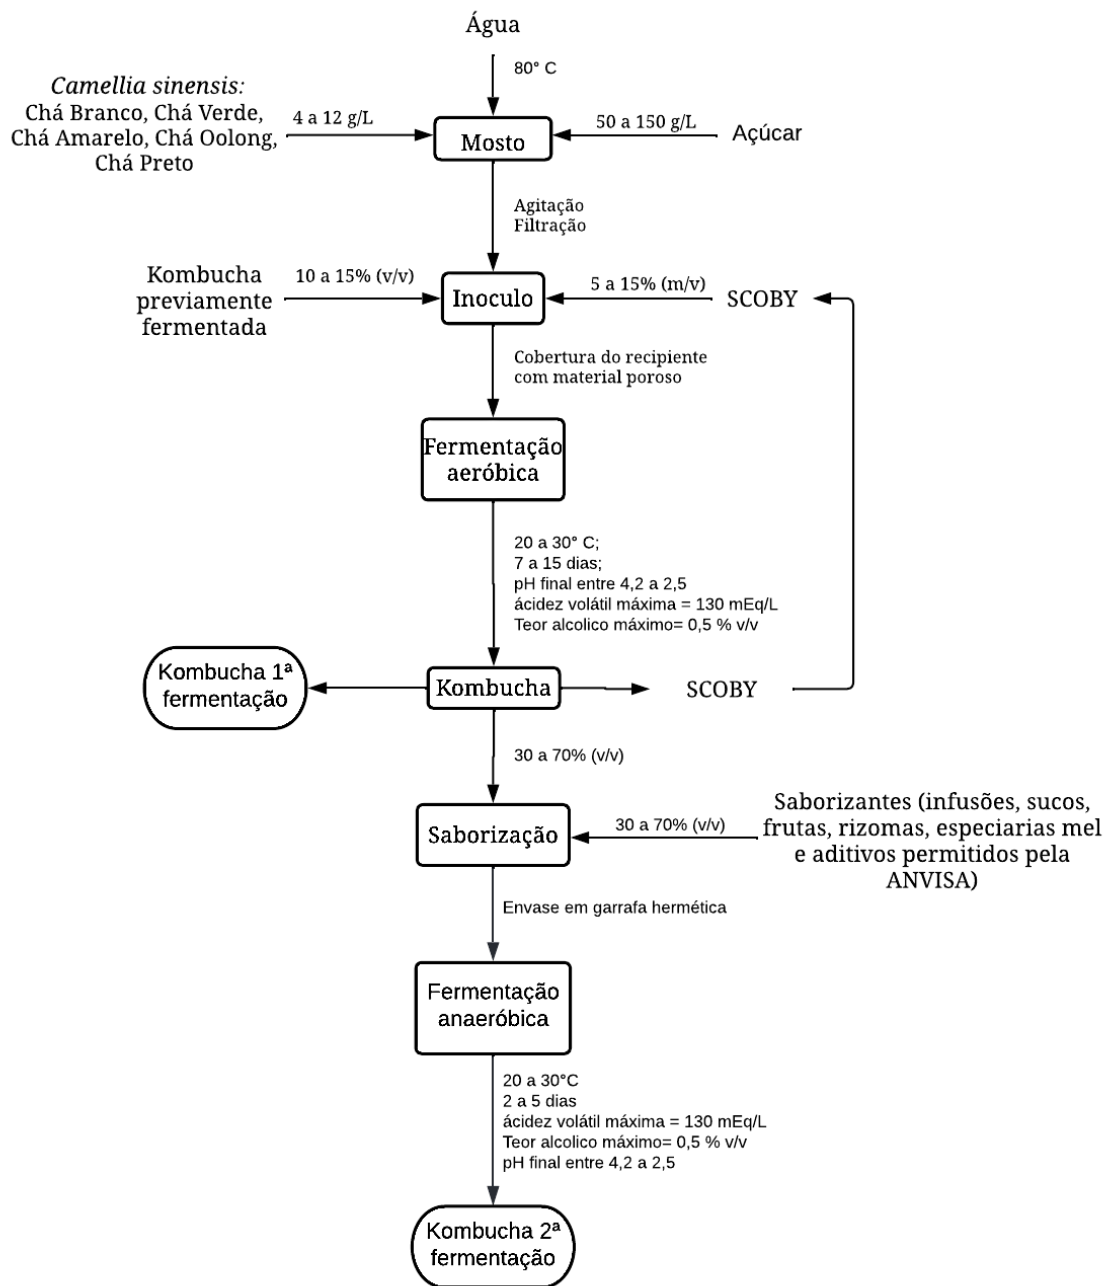 Água
80° C
Camellia sinensis:
Chá Branco, Chá Verde,
Chá Amarelo, Chá Oolong,
Chá Preto
4 a 12 g/L
Mosto
50 a 150 g/L
Açúcar
Agitação
Filtração
Kombucha
previamente
fermentada
10 a 15% (v/v)
Inoculo
5 a 15% (m/v)
SCOBY
Cobertura do recipiente
com material poroso
Fermentação
aeróbica
20 a 30° C;
7 a 15 dias;
pH final entre 4,2 a 2,5
ácidez volátil máxima = 130 mEq/L
Teor alcolico máximo= 0,5 % v/v
Kombucha 1ª
fermentação
Kombucha
SCOBY
30 a 70% (v/v)
Saborização
30 a 70% (v/v)
Saborizantes (infusões, sucos,
frutas, rizomas, especiarias mel
e aditivos permitidos pela
ANVISA)
Envase em garrafa hermética
Fermentação
anaeróbica
20 a 30°C
2 a 5 dias
ácidez volátil máxima = 130 mEq/L
Teor alcolico máximo= 0,5 % v/v
pH final entre 4,2 a 2,5
Kombucha 2ª
fermentação